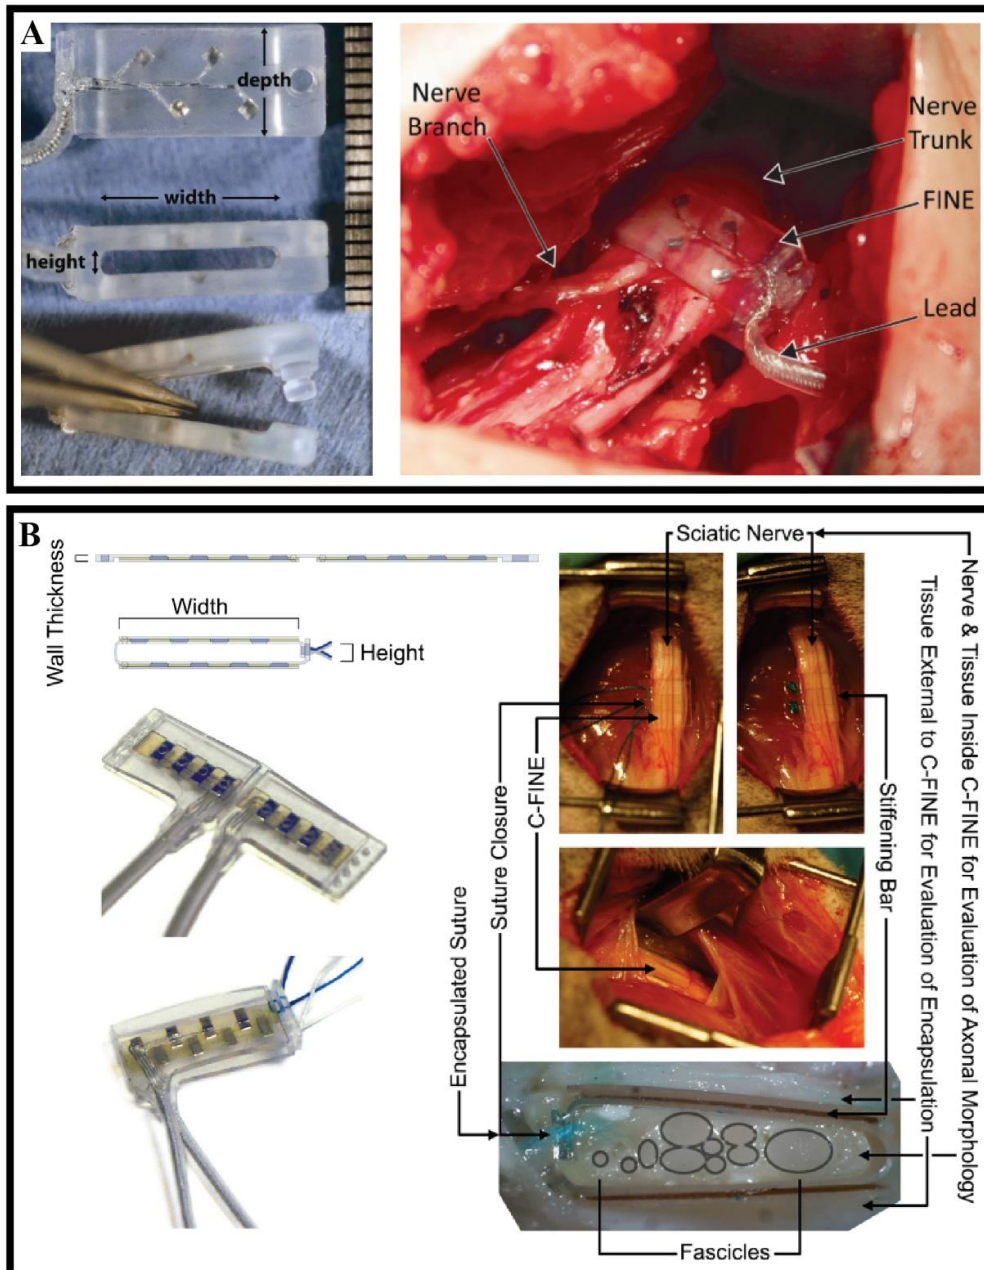 A
depth
width
height
Nerve
Branch
Nerve
Trunk
FINE
Lead
B
Wall Thickness
Width
Height
Sciatic Nerve
Suture Closure
C-FINE
Encapsulated Suture
Stiffening Bar
Tissue External to C-FINE for Evaluation of Encapsulation
Nerve & Tissue Inside C-FINE for Evaluation of Axonal Morphology
Fascicles